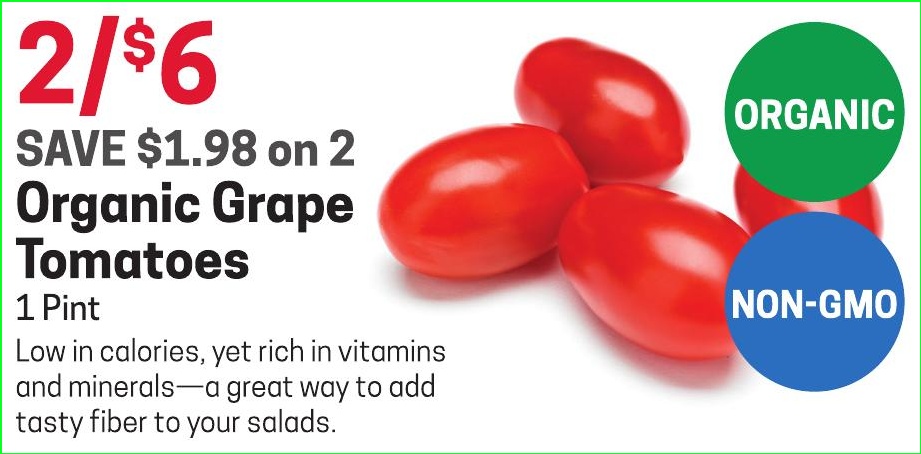 2/$6
SAVE $1.98 on 2
Organic Grape
Tomatoes
1 Pint
Low in calories, yet rich in vitamins
and minerals—a great way to add
tasty fiber to your salads.
ORGANIC
NON-GMO